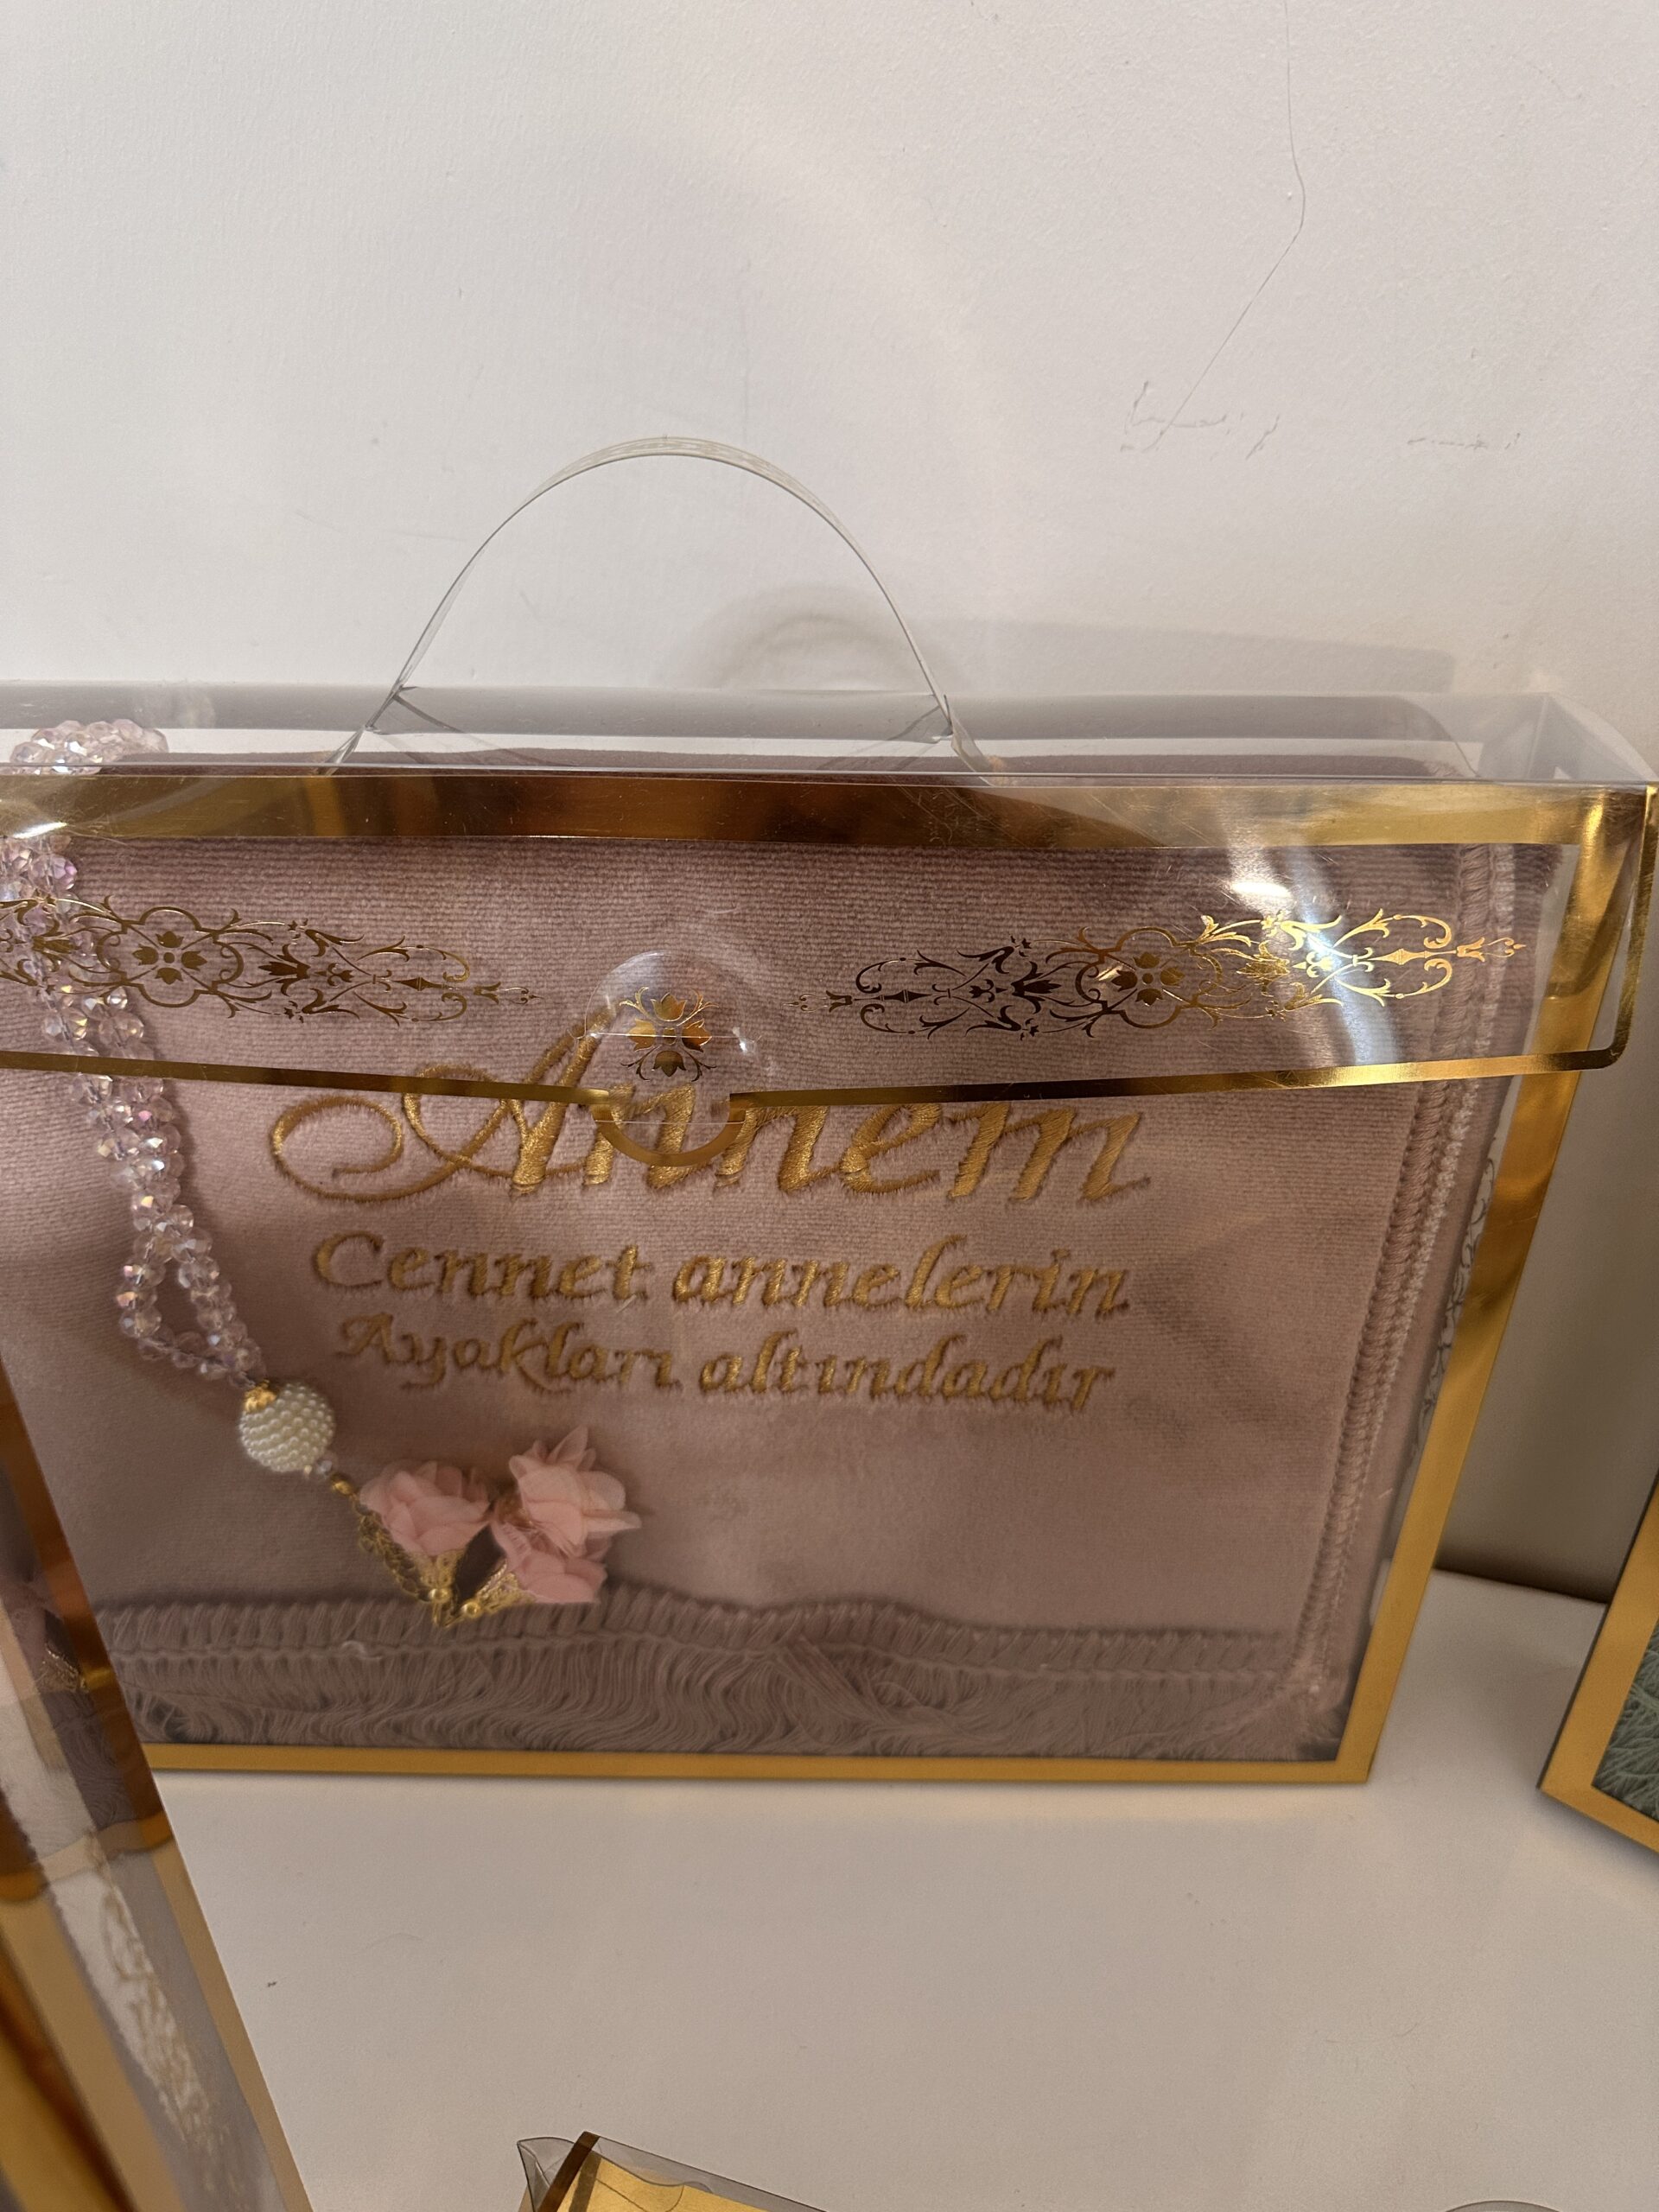 Annem
Cennet annelerin
Ayakları altındadır